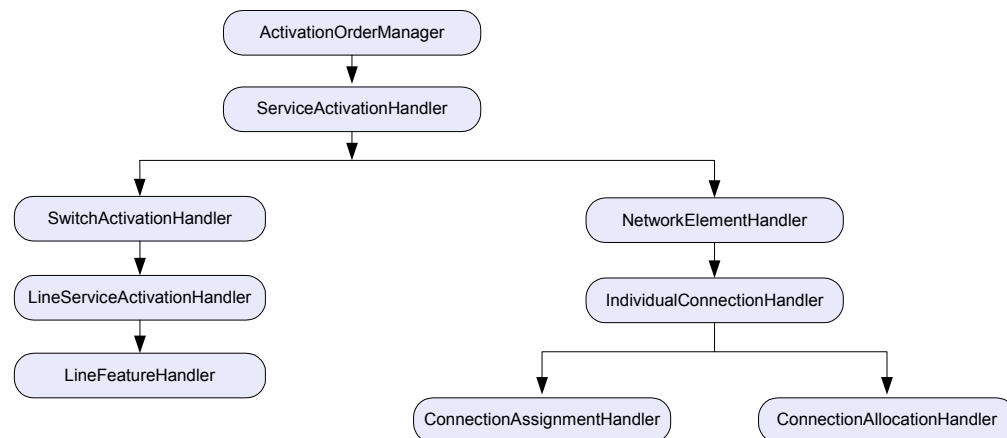 ActivationOrderManager
ServiceActivationHandler
SwitchActivationHandler
NetworkElementHandler
LineServiceActivationHandler
IndividualConnectionHandler
LineFeatureHandler
ConnectionAssignmentHandler
ConnectionAllocationHandler